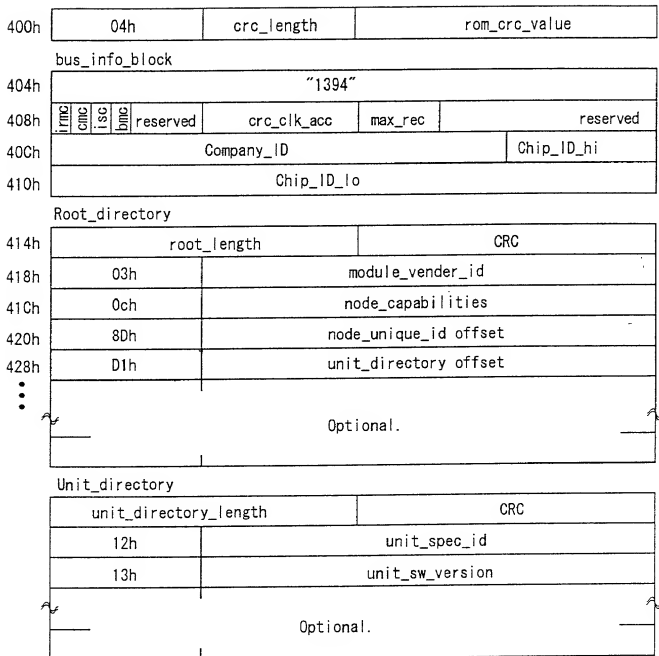 400h 04h crc_length rom_crc_value
bus_info_block
404h "1394"
408h irmc cmc isc bmc reserved crc_clk_acc max_rec reserved
40Ch Company_ID Chip_ID_hi
410h Chip_ID_lo
Root_directory
414h root_length CRC
418h 03h module_vender_id
41Ch 0ch node_capabilities
420h 8Dh node_unique_id offset
428h D1h unit_directory offset
Optional.
Unit_directory
unit_directory_length CRC
12h unit_spec_id
13h unit_sw_version
Optional.